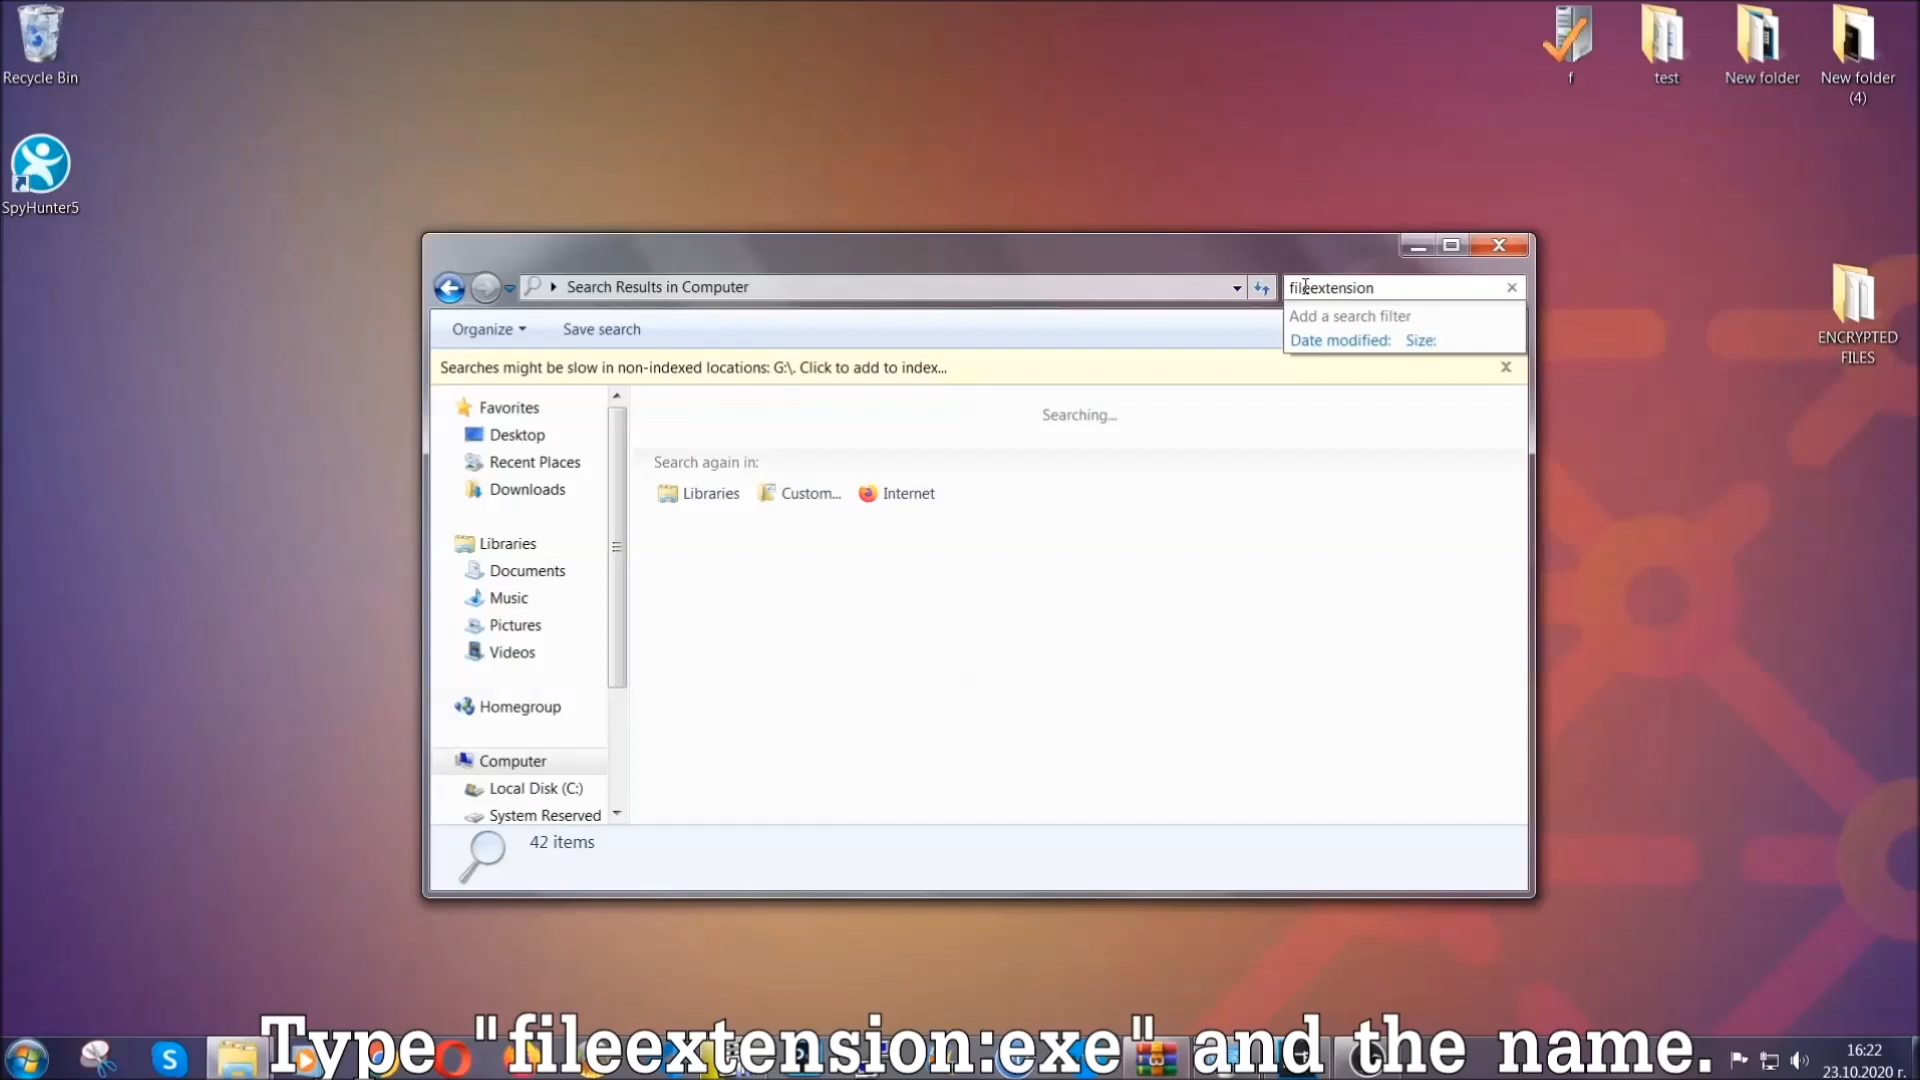 Recycle Bin
f
test
New folder
New folder
(4)
SpyHunter5
ENCRYPTED
FILES
Search Results in Computer
fileextension
Add a search filter
Date modified: Size:
Organize
Save search
Searches might be slow in non-indexed locations: G:\. Click to add to index...
Favorites
Desktop
Recent Places
Downloads
Libraries
Documents
Music
Pictures
Videos
Homegroup
Computer
Local Disk (C:)
System Reserved
Searching...
Search again in:
Libraries
Custom...
Internet
42 items
Type "fileextension:exe" and the name.
16:22
23.10.2020 г.